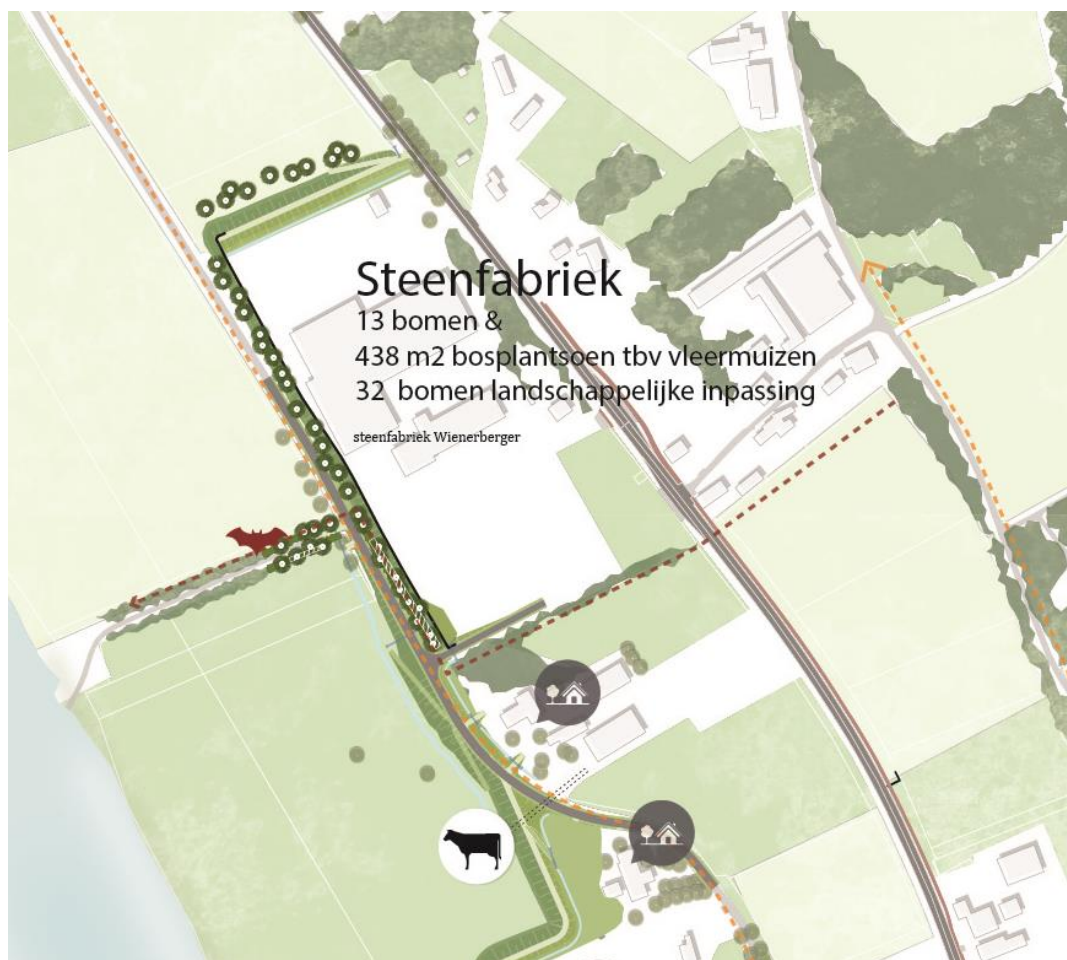 Steenfabriek
13 bomen &
438 m2 bosplantsoen tbv vleermuizen
32 bomen landschappelijke inpassing
steenfabriek Wienerberger